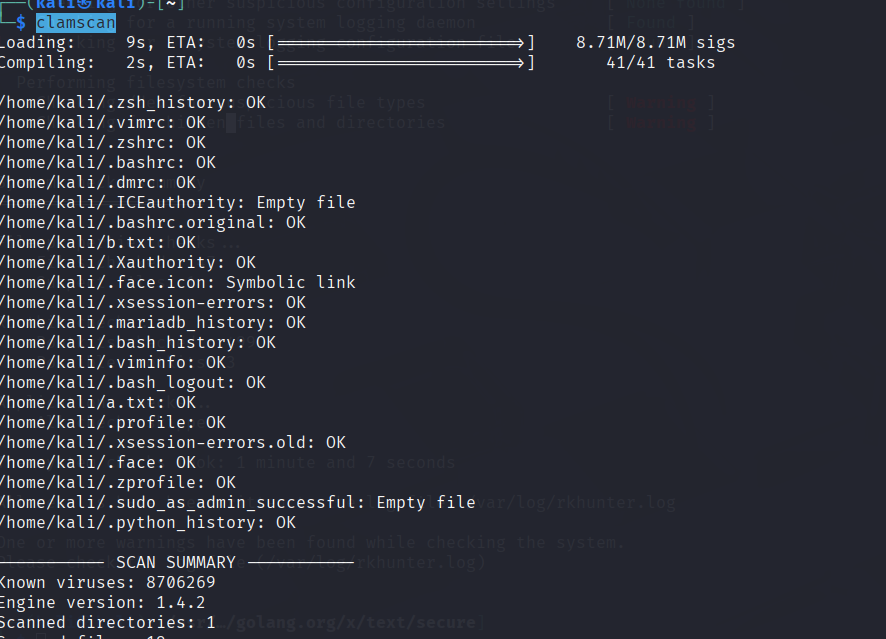 ┌──(kali㉿kali)-[~]
└─$ clamscan
Loading:     9s, ETA:   0s [========================>]    8.71M/8.71M sigs
Compiling:   2s, ETA:   0s [========================>]       41/41 tasks
/home/kali/.zsh_history: OK
/home/kali/.vimrc: OK
/home/kali/.zshrc: OK
/home/kali/.bashrc: OK
/home/kali/.dmrc: OK
/home/kali/.ICEauthority: Empty file
/home/kali/.bashrc.original: OK
/home/kali/b.txt: OK
/home/kali/.Xauthority: OK
/home/kali/.face.icon: Symbolic link
/home/kali/.xsession-errors: OK
/home/kali/.mariadb_history: OK
/home/kali/.bash_history: OK
/home/kali/.viminfo: OK
/home/kali/.bash_logout: OK
/home/kali/a.txt: OK
/home/kali/.profile: OK
/home/kali/.xsession-errors.old: OK
/home/kali/.face: OK
/home/kali/.zprofile: OK
/home/kali/.sudo_as_admin_successful: Empty file
/home/kali/.python_history: OK
----------- SCAN SUMMARY -----------
Known viruses: 8706269
Engine version: 1.4.2
Scanned directories: 1